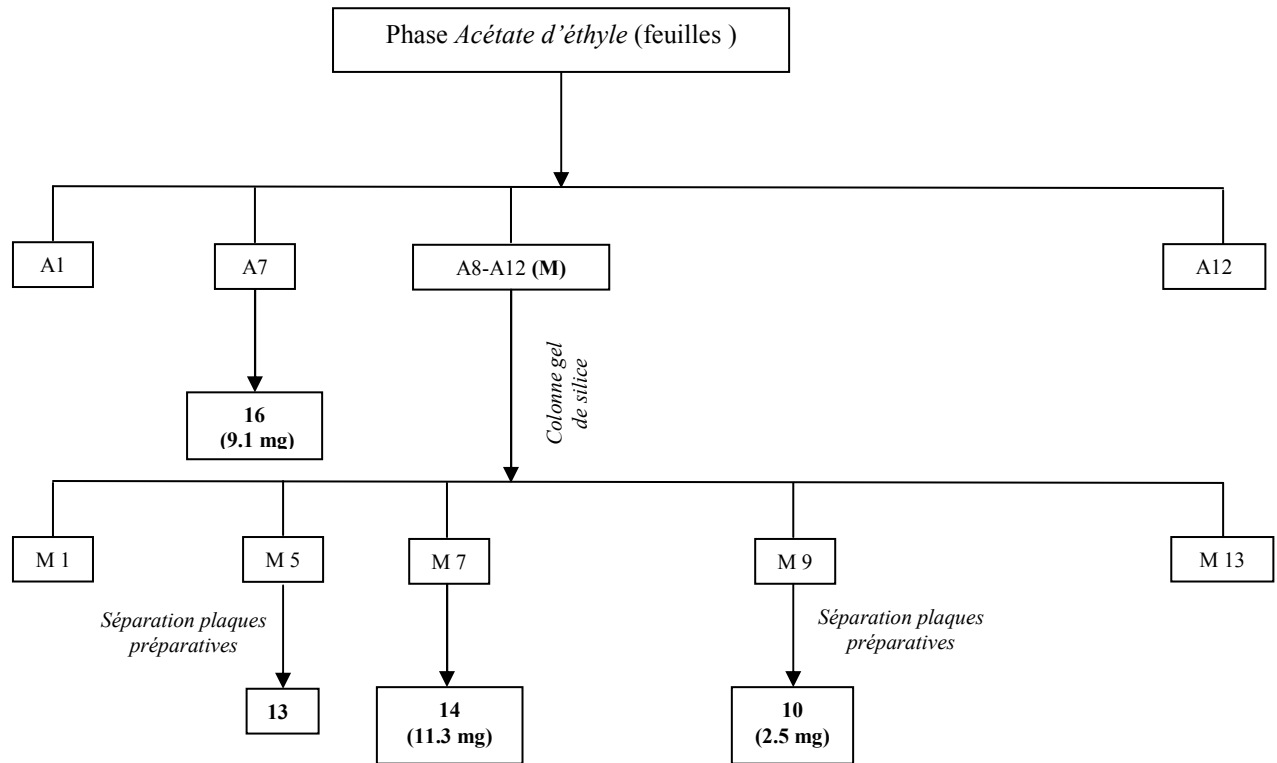 Phase Acétate d'éthyle (feuilles )
A1
A7
A8-A12 (M)
A12
Colonne gel
de silice
16
(9.1 mg)
M 1
M 5
M 7
M 9
M 13
Séparation plaques
préparatives
Séparation plaques
préparatives
13
14
(11.3 mg)
10
(2.5 mg)